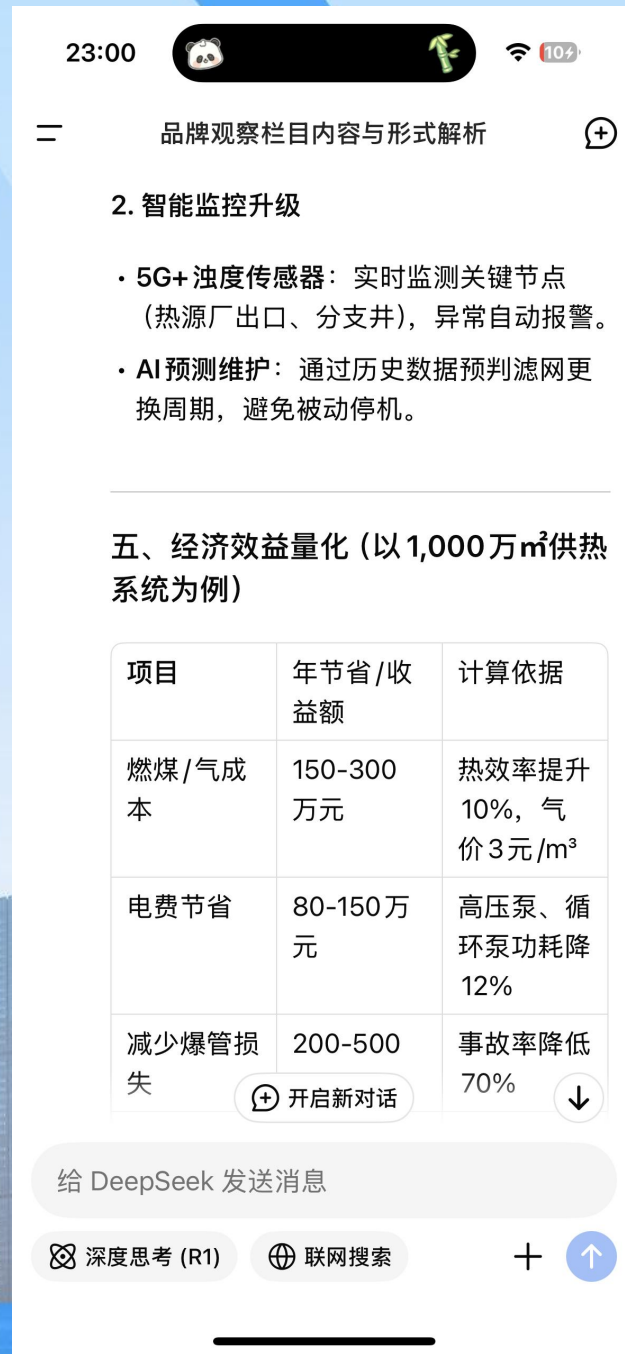 23:00
10
品牌观察栏目内容与形式解析
2. 智能监控升级
· 5G+浊度传感器：实时监测关键节点
（热源厂出口、分支井），异常自动报警。
· AI预测维护：通过历史数据预判滤网更
换周期，避免被动停机。
五、经济效益量化（以1,000万㎡供热
系统为例）
项目
年节省/收
益额
计算依据
燃煤/气成
本
150-300
万元
热效率提升
10%，气
价3元/m³
电费节省
80-150万
元
高压泵、循
环泵功耗降
12%
减少爆管损
失
200-500
事故率降低
70%
开启新对话
给 DeepSeek 发送消息
深度思考 (R1)
联网搜索